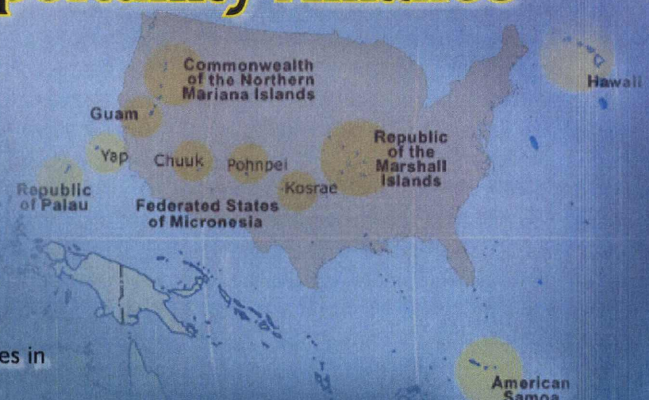 Commonwealth
of the Northern
Mariana Islands
Hawaii
Guam
Republic
of the
Marshall
Islands
Yap
Chuuk
Pohnpei
Kosrae
Republic
of Palau
Federated States
of Micronesia
es in
American
Samoa